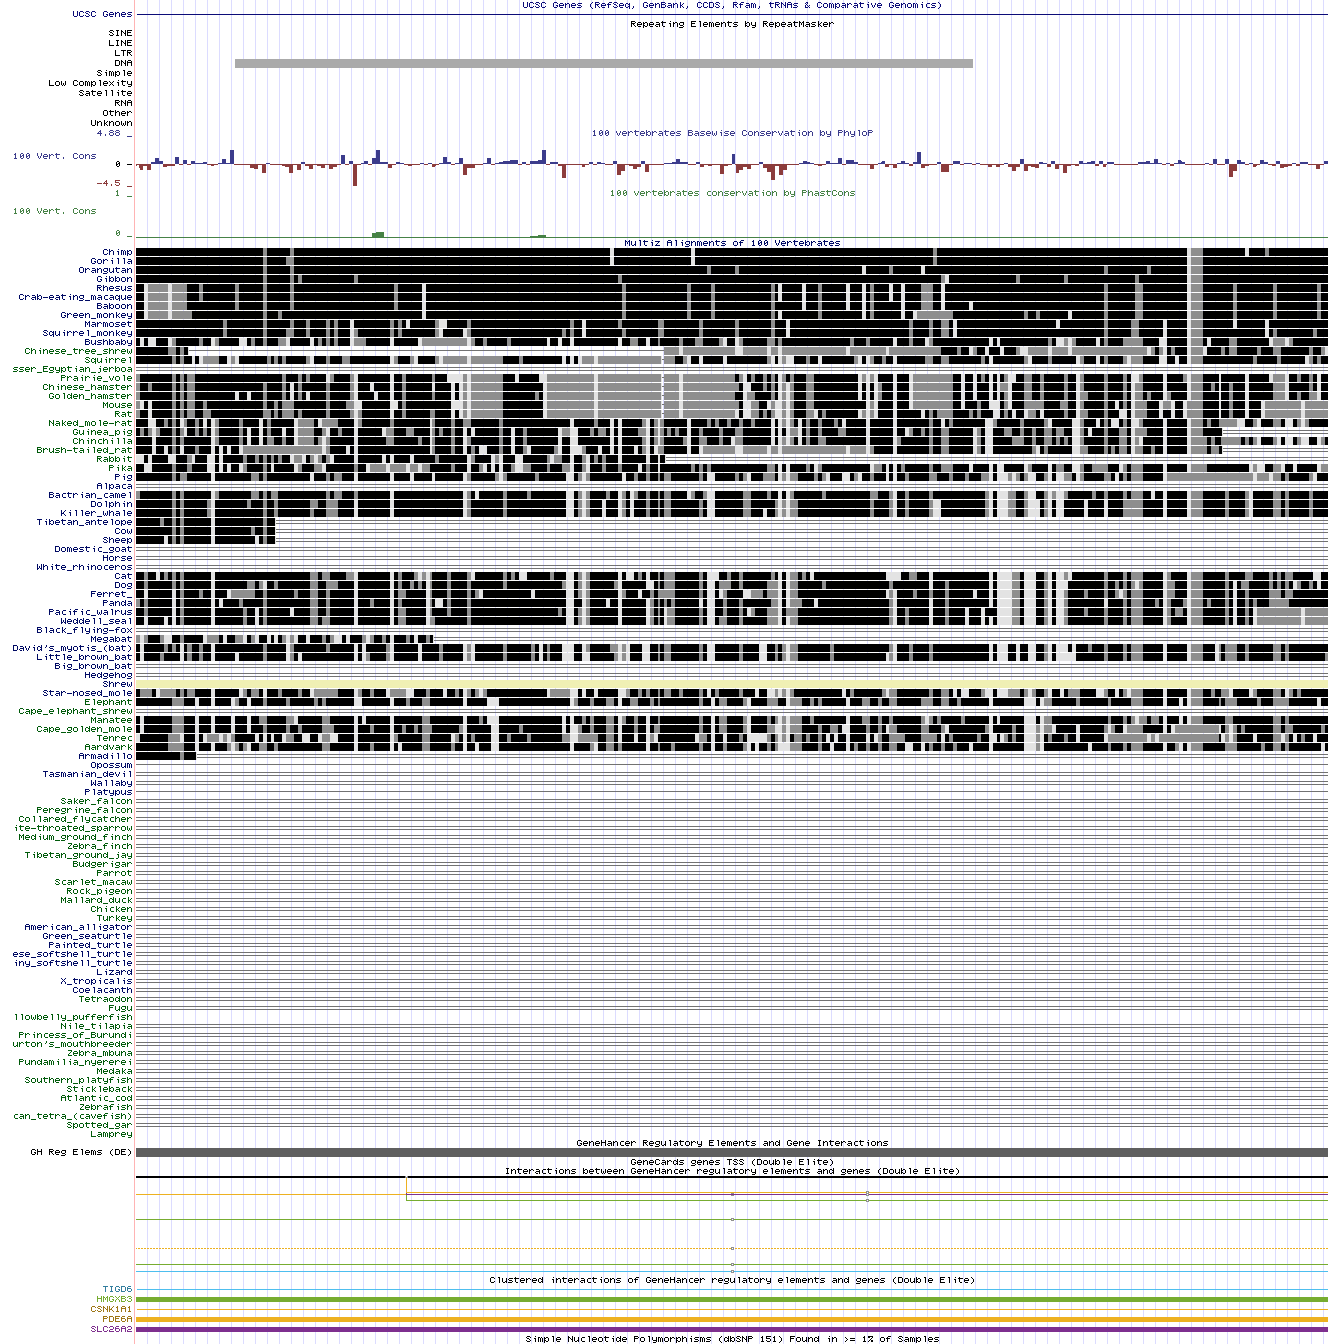 UCSC Genes (RefSeq, GenBank, CCDS, Rfam, tRNAs & Comparative Genomics)
UCSC Genes
Repeating Elements by RepeatMasker
SINE
LINE
LTR
DNA
Simple
Low Complexity
Satellite
RNA
Other
Unknown
4.88 _
100 vertebrates Basewise Conservation by PhyloP
100 Vert. Cons
0 -
-4.5 _
1 _
100 vertebrates conservation by PhastCons
100 Vert. Cons
0 _
Multiz Alignments of 100 Vertebrates
Chimp
Gorilla
Orangutan
Gibbon
Rhesus
Crab-eating_macaque
Baboon
Green_monkey
Marmoset
Squirrel_monkey
Bushbaby
Chinese_tree_shrew
Squirrel
sser_Egyptian_jerboa
Prairie_vole
Chinese_hamster
Golden_hamster
Mouse
Rat
Naked_mole-rat
Guinea_pig
Chinchilla
Brush-tailed_rat
Rabbit
Pika
Pig
Alpaca
Bactrian_camel
Dolphin
Killer_whale
Tibetan_antelope
Cow
Sheep
Domestic_goat
Horse
White_rhinoceros
Cat
Dog
Ferret_
Panda
Pacific_walrus
Weddell_seal
Black_flying-fox
Megabat
David's_myotis_(bat)
Little_brown_bat
Big_brown_bat
Hedgehog
Shrew
Star-nosed_mole
Elephant
Cape_elephant_shrew
Manatee
Cape_golden_mole
Tenrec
Aardvark
Armadillo
Opossum
Tasmanian_devil
Wallaby
Platypus
Saker_falcon
Peregrine_falcon
Collared_flycatcher
ite-throated_sparrow
Medium_ground_finch
Zebra_finch
Tibetan_ground_jay
Budgerigar
Parrot
Scarlet_macaw
Rock_pigeon
Mallard_duck
Chicken
Turkey
American_alligator
Green_seaturtle
Painted_turtle
ese_softshell_turtle
iny_softshell_turtle
Lizard
X_tropicalis
Coelacanth
Tetraodon
Fugu
llowbelly_pufferfish
Nile_tilapia
Princess_of_Burundi
urton's_mouthbreeder
Zebra_mbuna
Pundamilia_nyererei
Medaka
Southern_platyfish
Stickleback
Atlantic_cod
Zebrafish
can_tetra_(cavefish)
Spotted_gar
Lamprey
GeneHancer Regulatory Elements and Gene Interactions
GH Reg Elems (DE)
GeneCards genes TSS (Double Elite)
Interactions between GeneHancer regulatory elements and genes (Double Elite)
Clustered interactions of GeneHancer regulatory elements and genes (Double Elite)
TIGD6
HMGXB3
CSNK1A1
PDE6A
SLC26A2
Simple Nucleotide Polymorphisms (dbSNP 151) Found in >= 1% of Samples